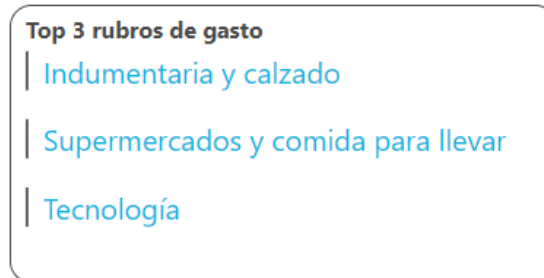 Top 3 rubros de gasto
Indumentaria y calzado
Supermercados y comida para llevar
Tecnología